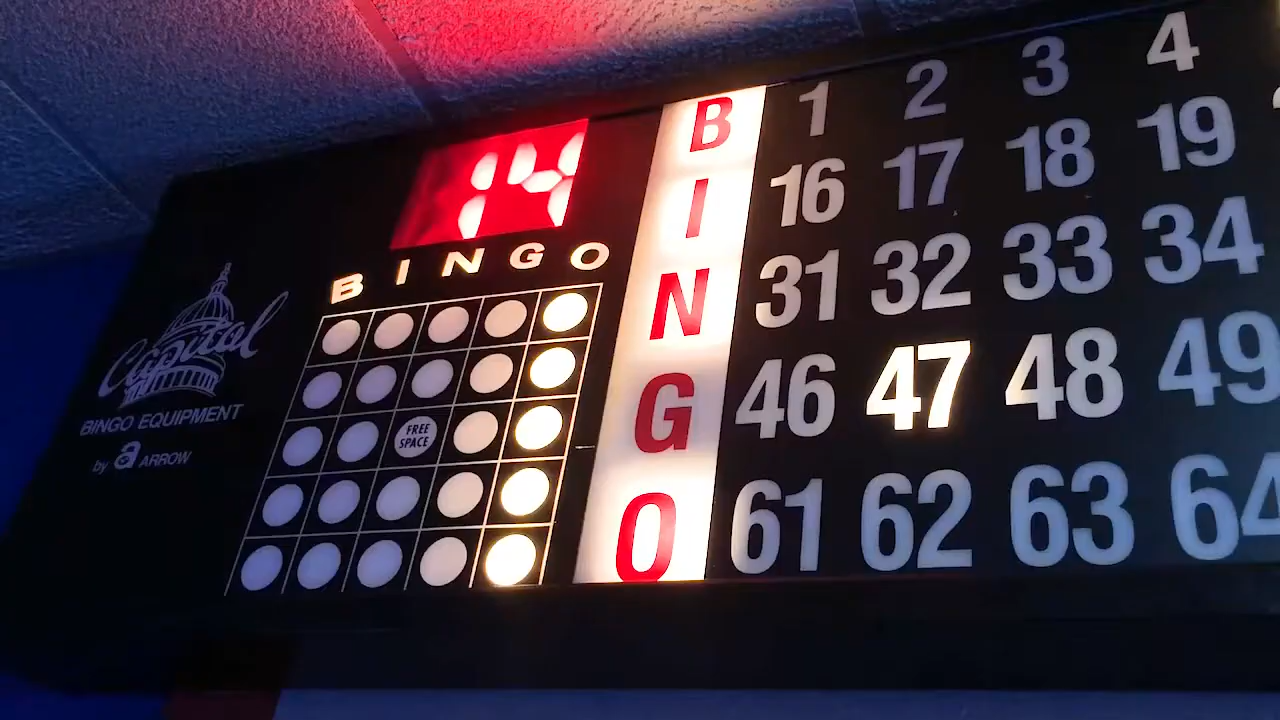 14
B I N G O
FREE
SPACE
Capital
BINGO EQUIPMENT
by a ARROW
B 1 2 3 4
I 16 17 18 19
N 31 32 33 34
G 46 47 48 49
O 61 62 63 64